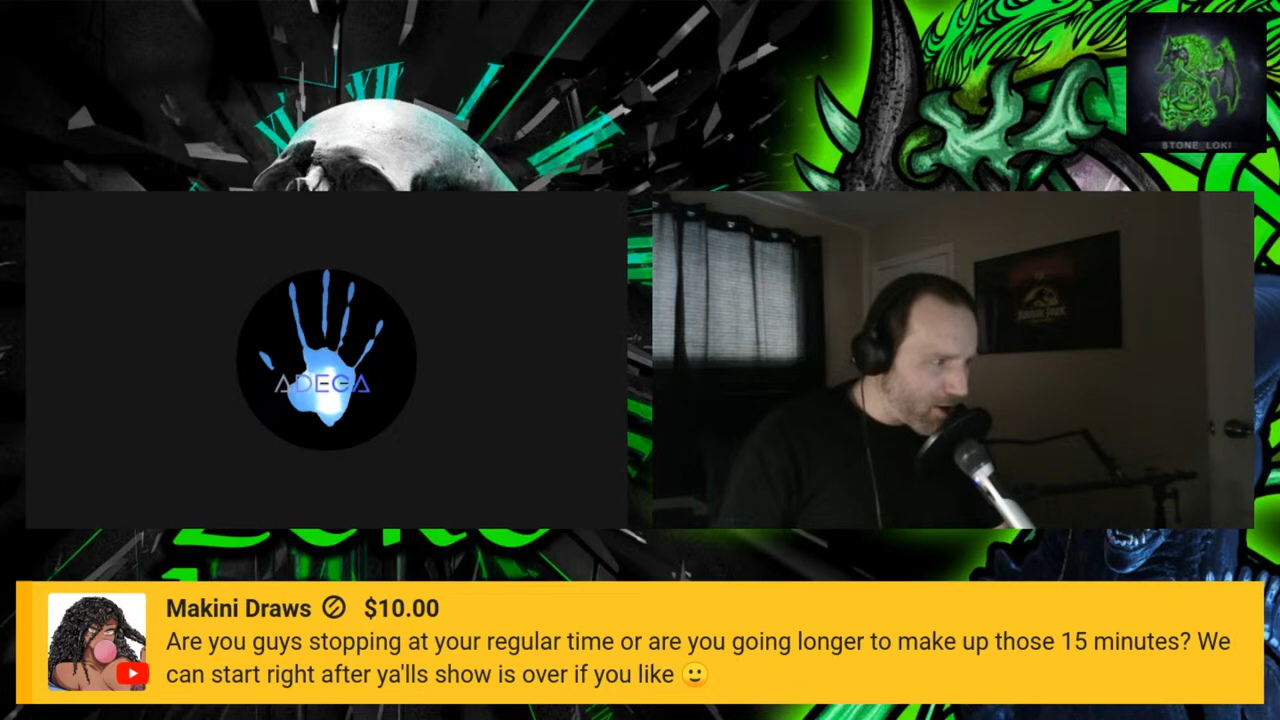 VII
STONE_LOKI
ADEGA
JURASSIC PARK
Makini Draws $10.00
Are you guys stopping at your regular time or are you going longer to make up those 15 minutes? We
can start right after ya'lls show is over if you like 🙂